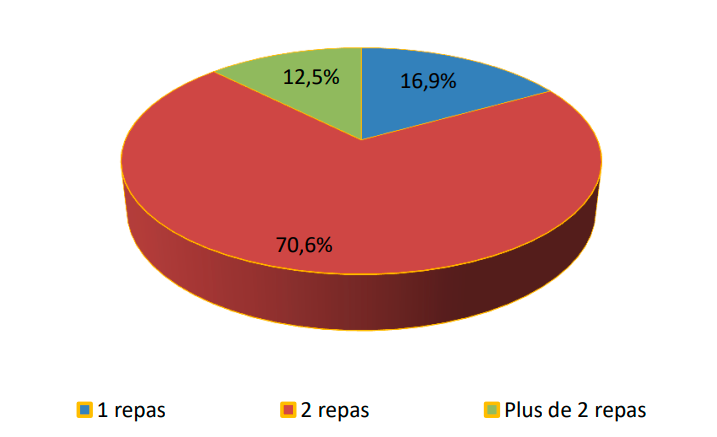 12,5%
16,9%
70,6%
1 repas
2 repas
Plus de 2 repas